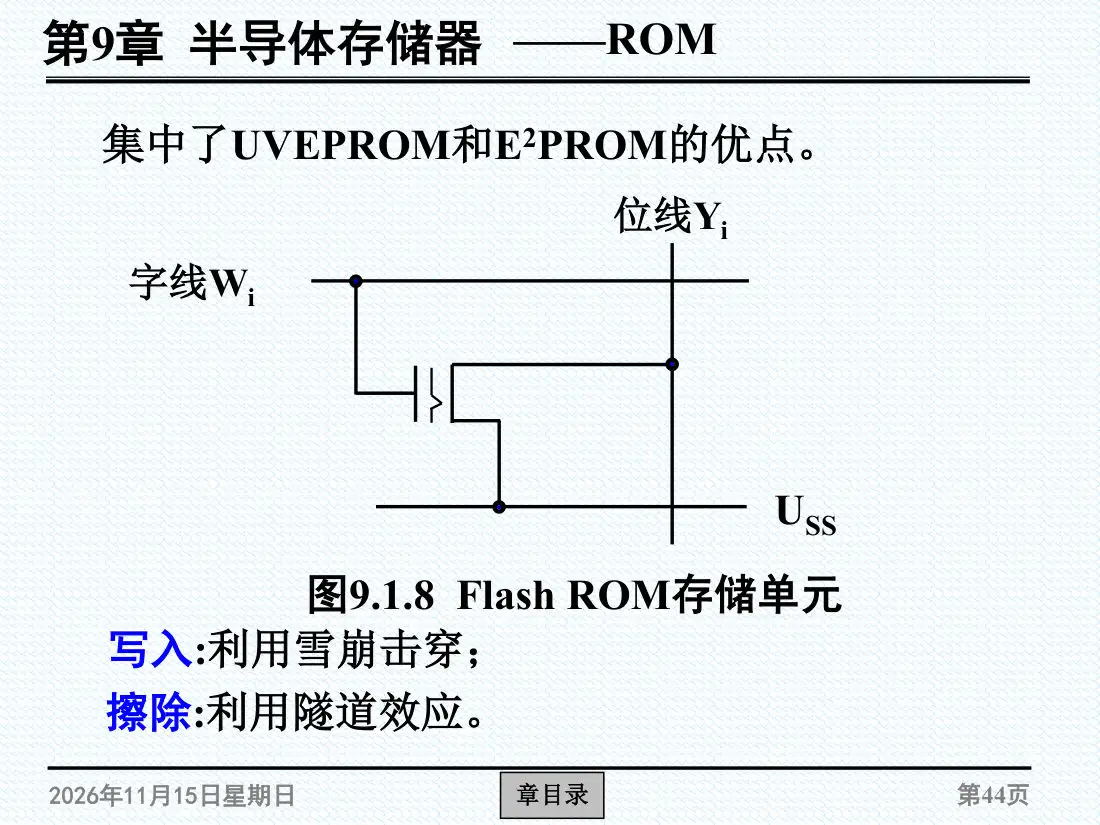 第9章 半导体存储器 ——ROM
集中了UVEPROM和E²PROM的优点。
位线Yi
字线Wi
USS
图9.1.8 Flash ROM存储单元
写入:利用雪崩击穿;
擦除:利用隧道效应。
2026年11月15日星期日 章目录 第44页